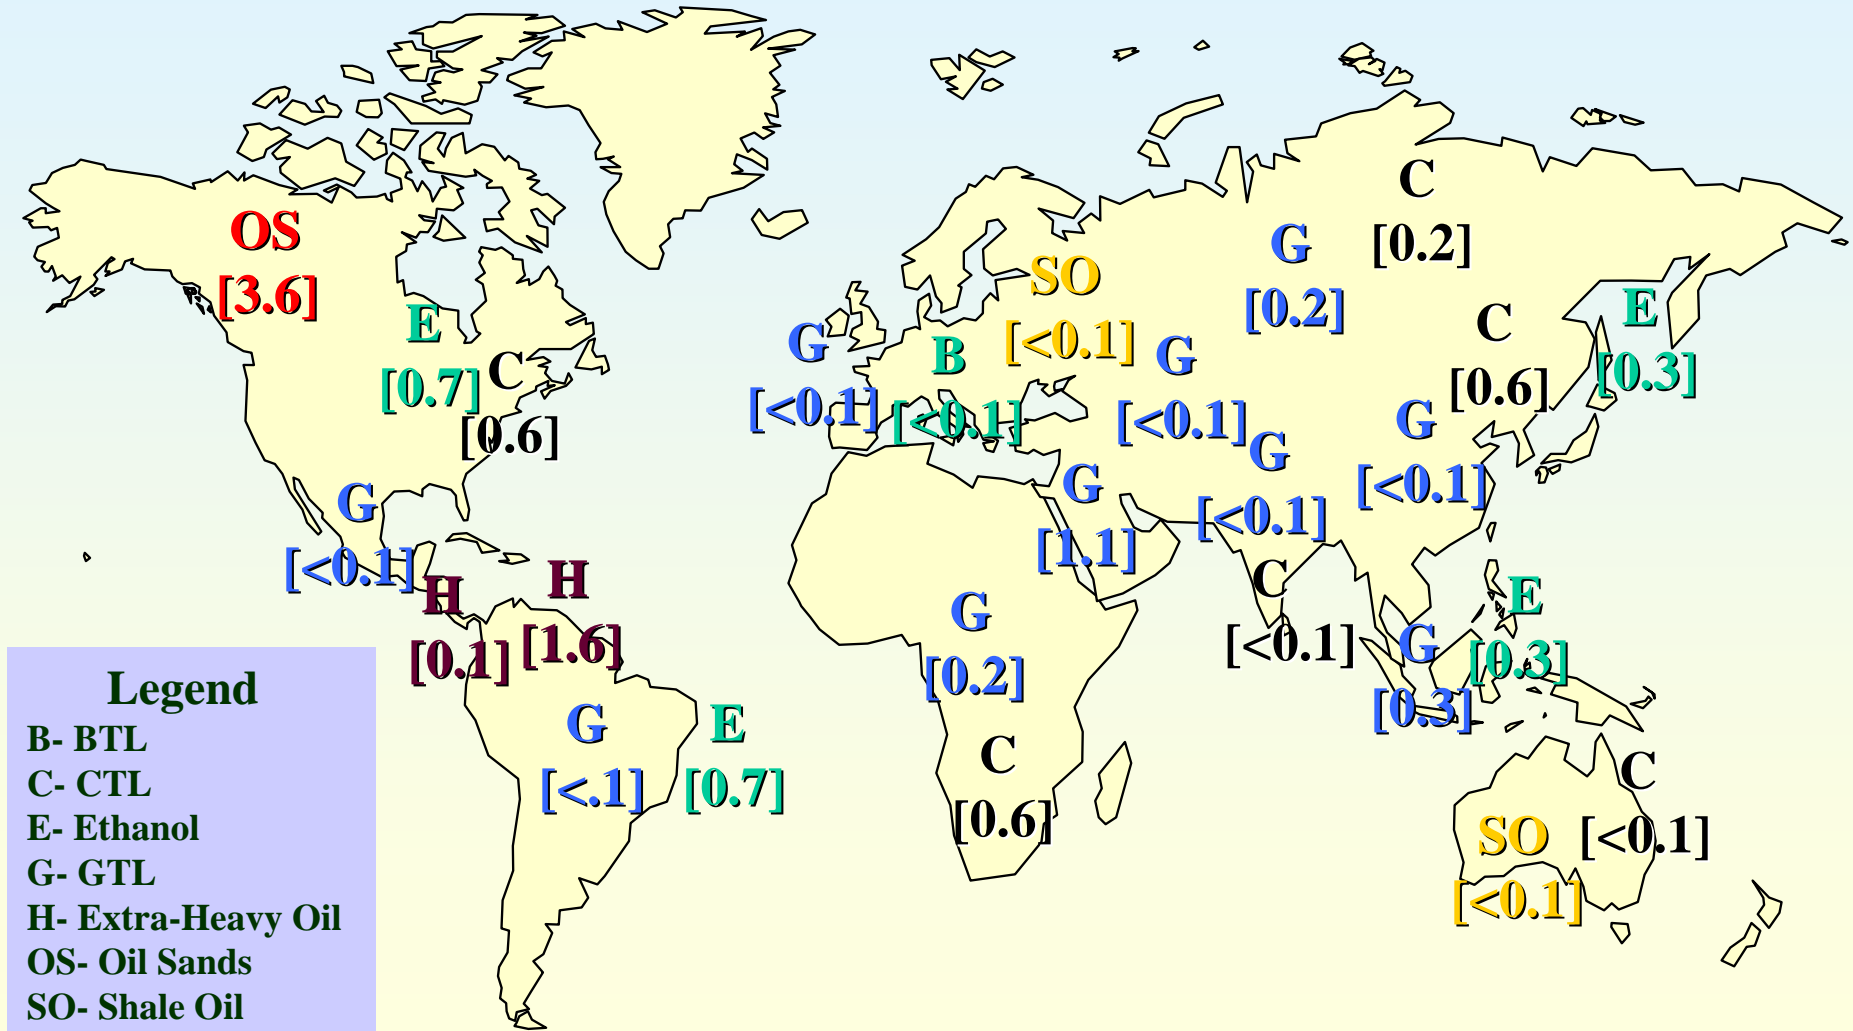 C
[0.2]
OS
[3.6]
G
[0.2]
SO
[<0.1]
E
[0.7]
C
[0.6]
G
[<0.1]
B
[<0.1]
G
[<0.1]
C
[0.6]
E
[0.3]
G
[<0.1]
G
[<0.1]
G
[1.1]
G
[<0.1]
H
[0.1]
H
[1.6]
C
[<0.1]
E
[0.3]
G
[0.2]
G
[0.3]
G
[<.1]
E
[0.7]
C
[0.6]
C
[<0.1]
SO
[<0.1]
Legend
B- BTL
C- CTL
E- Ethanol
G- GTL
H- Extra-Heavy Oil
OS- Oil Sands
SO- Shale Oil